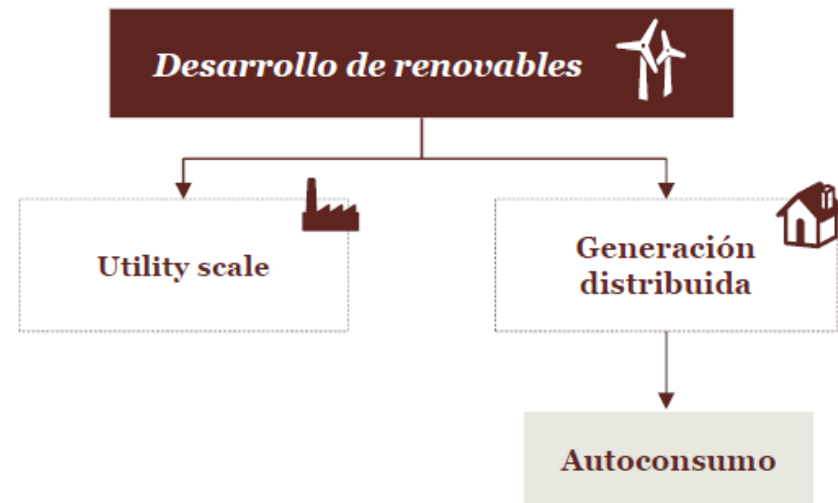 Desarrollo de renovables
Utility scale
Generación
distribuida
Autoconsumo